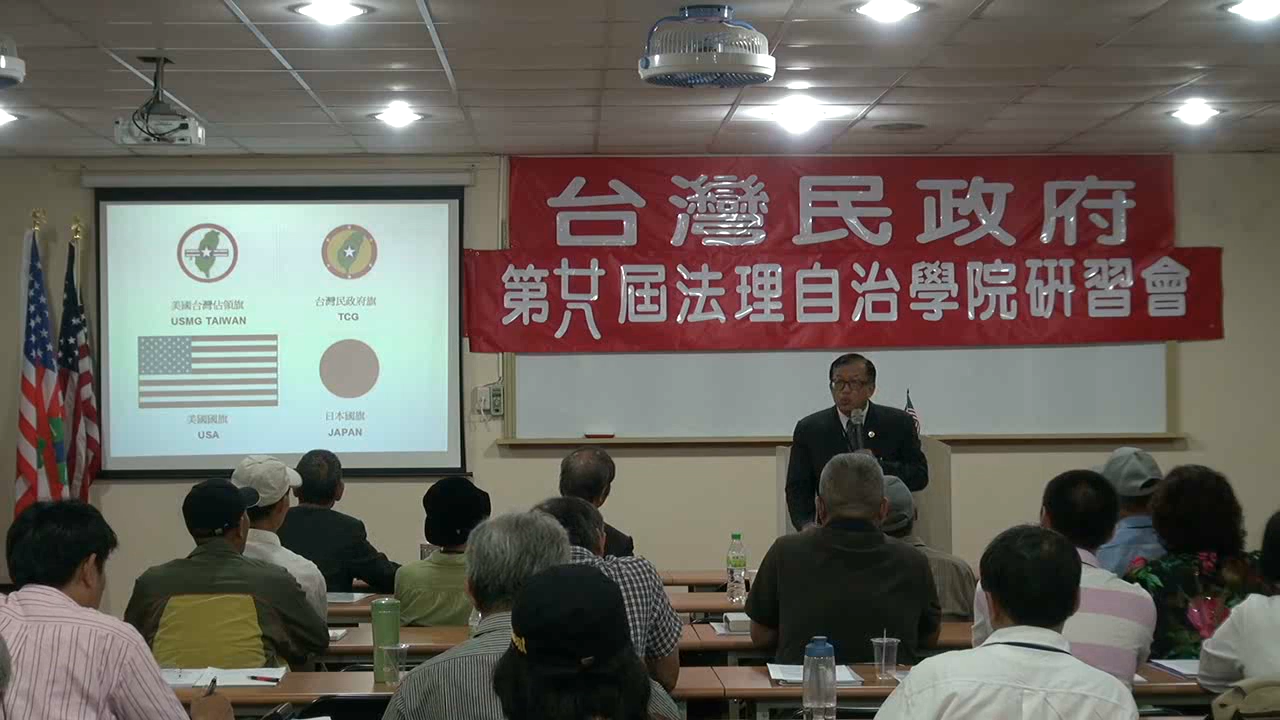 台灣民政府
第廿八屆法理自治學院研習會
美國台灣佔領旗
USMG TAIWAN
台灣民政府旗
TCG
美國國旗
USA
日本國旗
JAPAN